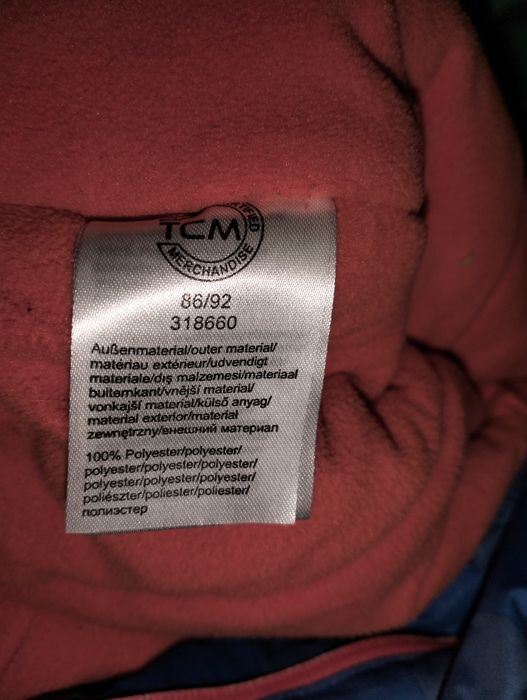 TCM
MERCHANDISE
86/92
318660
Außenmaterial/outer material/
matériau extérieur/udvendigt
materiale/dış malzemesi/materiaal
buitemkant/vnější material/
vonkajší materiál/külső anyag/
material exterior/materiał
zewnętrzny/внешний материал
100% Polyester/polyester/
polyester/polyester/polyester/
polyester/polyester/polyester/
poliészter/poliester/poliester/
полиэстер